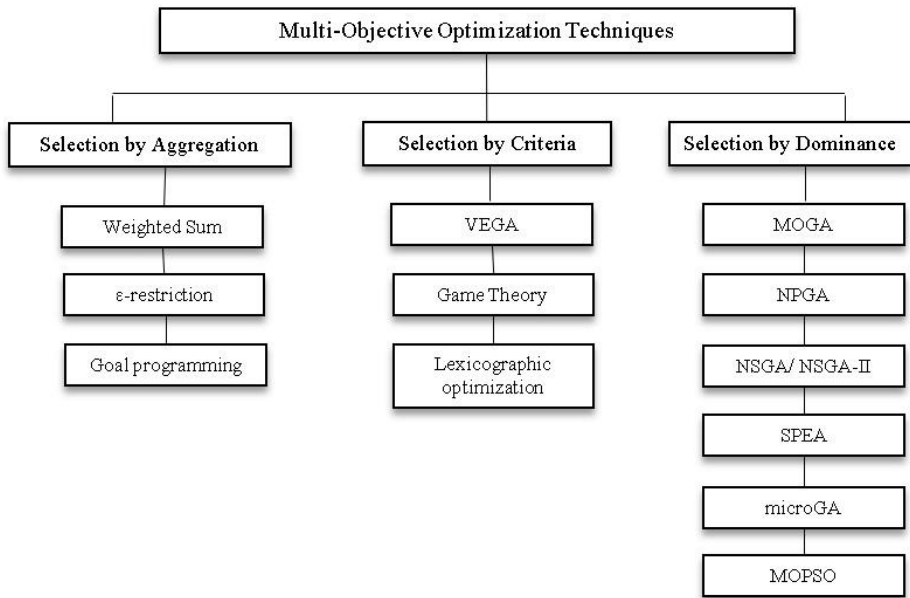 Multi-Objective Optimization Techniques
Selection by Aggregation
Weighted Sum
ε-restriction
Goal programming
Selection by Criteria
VEGA
Game Theory
Lexicographic
optimization
Selection by Dominance
MOGA
NPGA
NSGA/ NSGA-II
SPEA
microGA
MOPSO